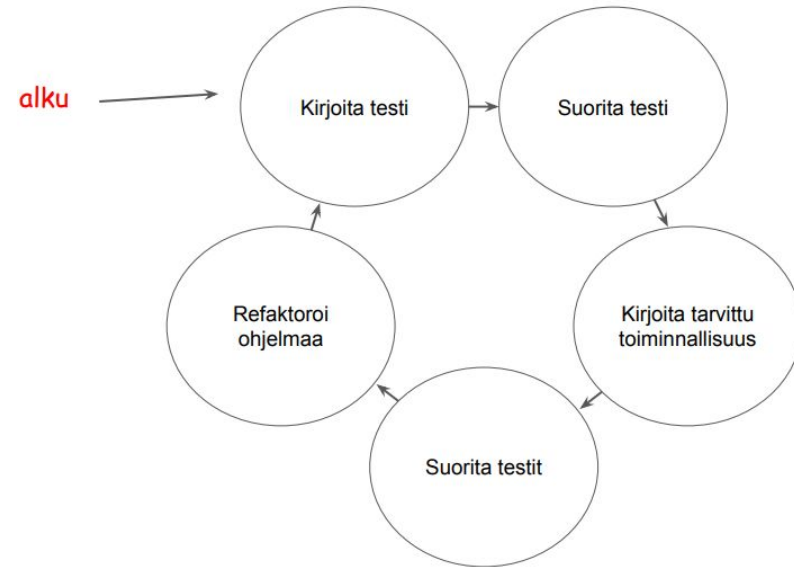 alku
Kirjoita testi
Suorita testi
Kirjoita tarvittu
toiminnallisuus
Suorita testit
Refaktoroi
ohjelmaa